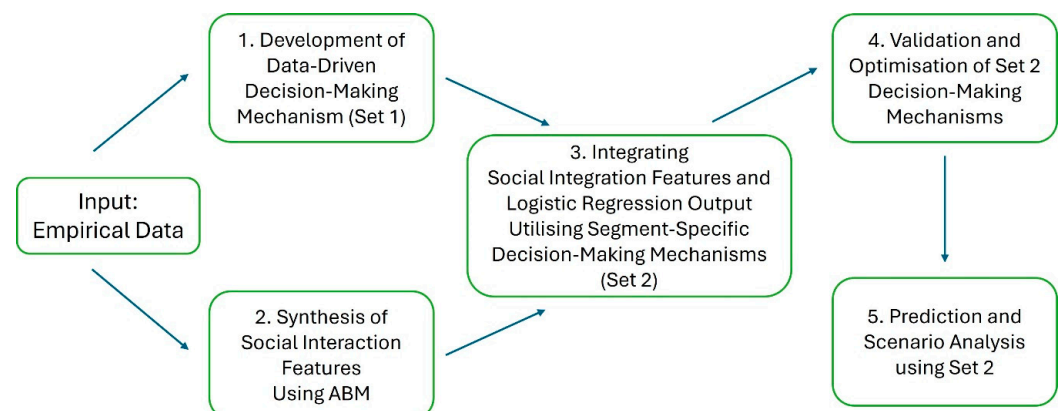 Input:
Empirical Data
1. Development of
Data-Driven
Decision-Making
Mechanism (Set 1)
2. Synthesis of
Social Interaction
Features
Using ABM
3. Integrating
Social Integration Features and
Logistic Regression Output
Utilising Segment-Specific
Decision-Making Mechanisms
(Set 2)
4. Validation and
Optimisation of Set 2
Decision-Making
Mechanisms
5. Prediction and
Scenario Analysis
using Set 2